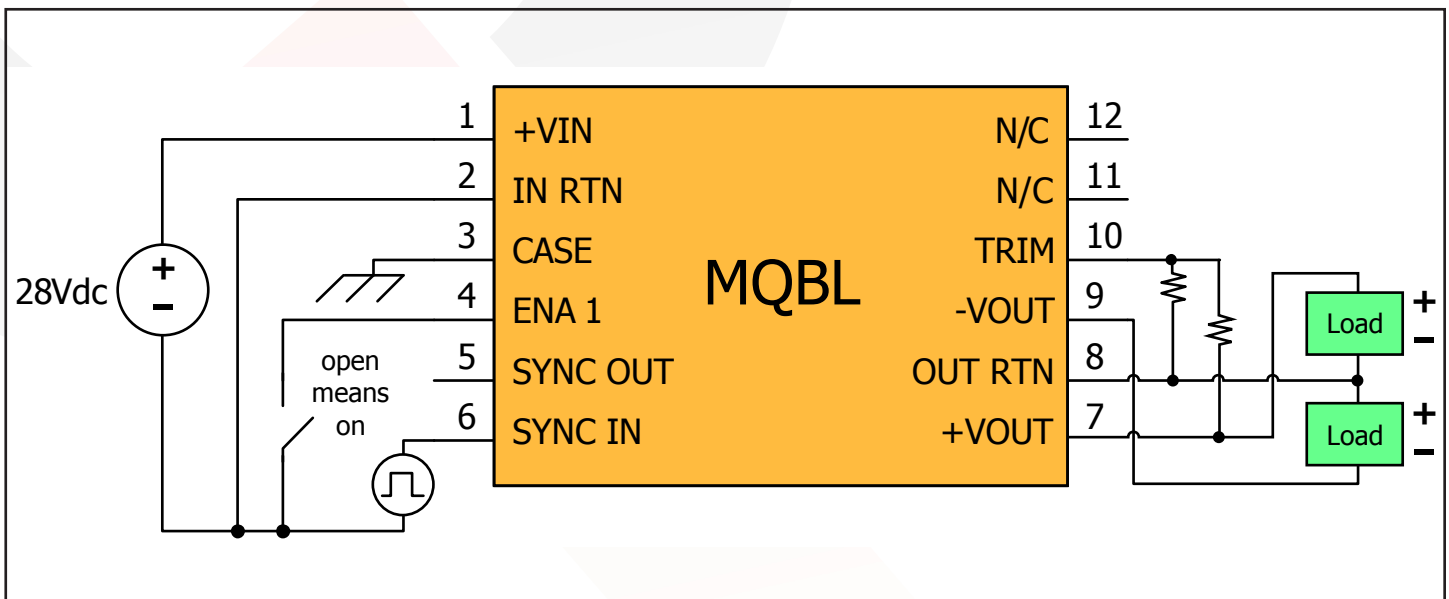 1
+VIN
2
IN RTN
3
CASE
4
ENA 1
5
SYNC OUT
6
SYNC IN
28Vdc
+
-
open
means
on
MQBL
N/C
12
N/C
11
TRIM
10
-VOUT
9
OUT RTN
8
+VOUT
7
Load
+
-
Load
+
-